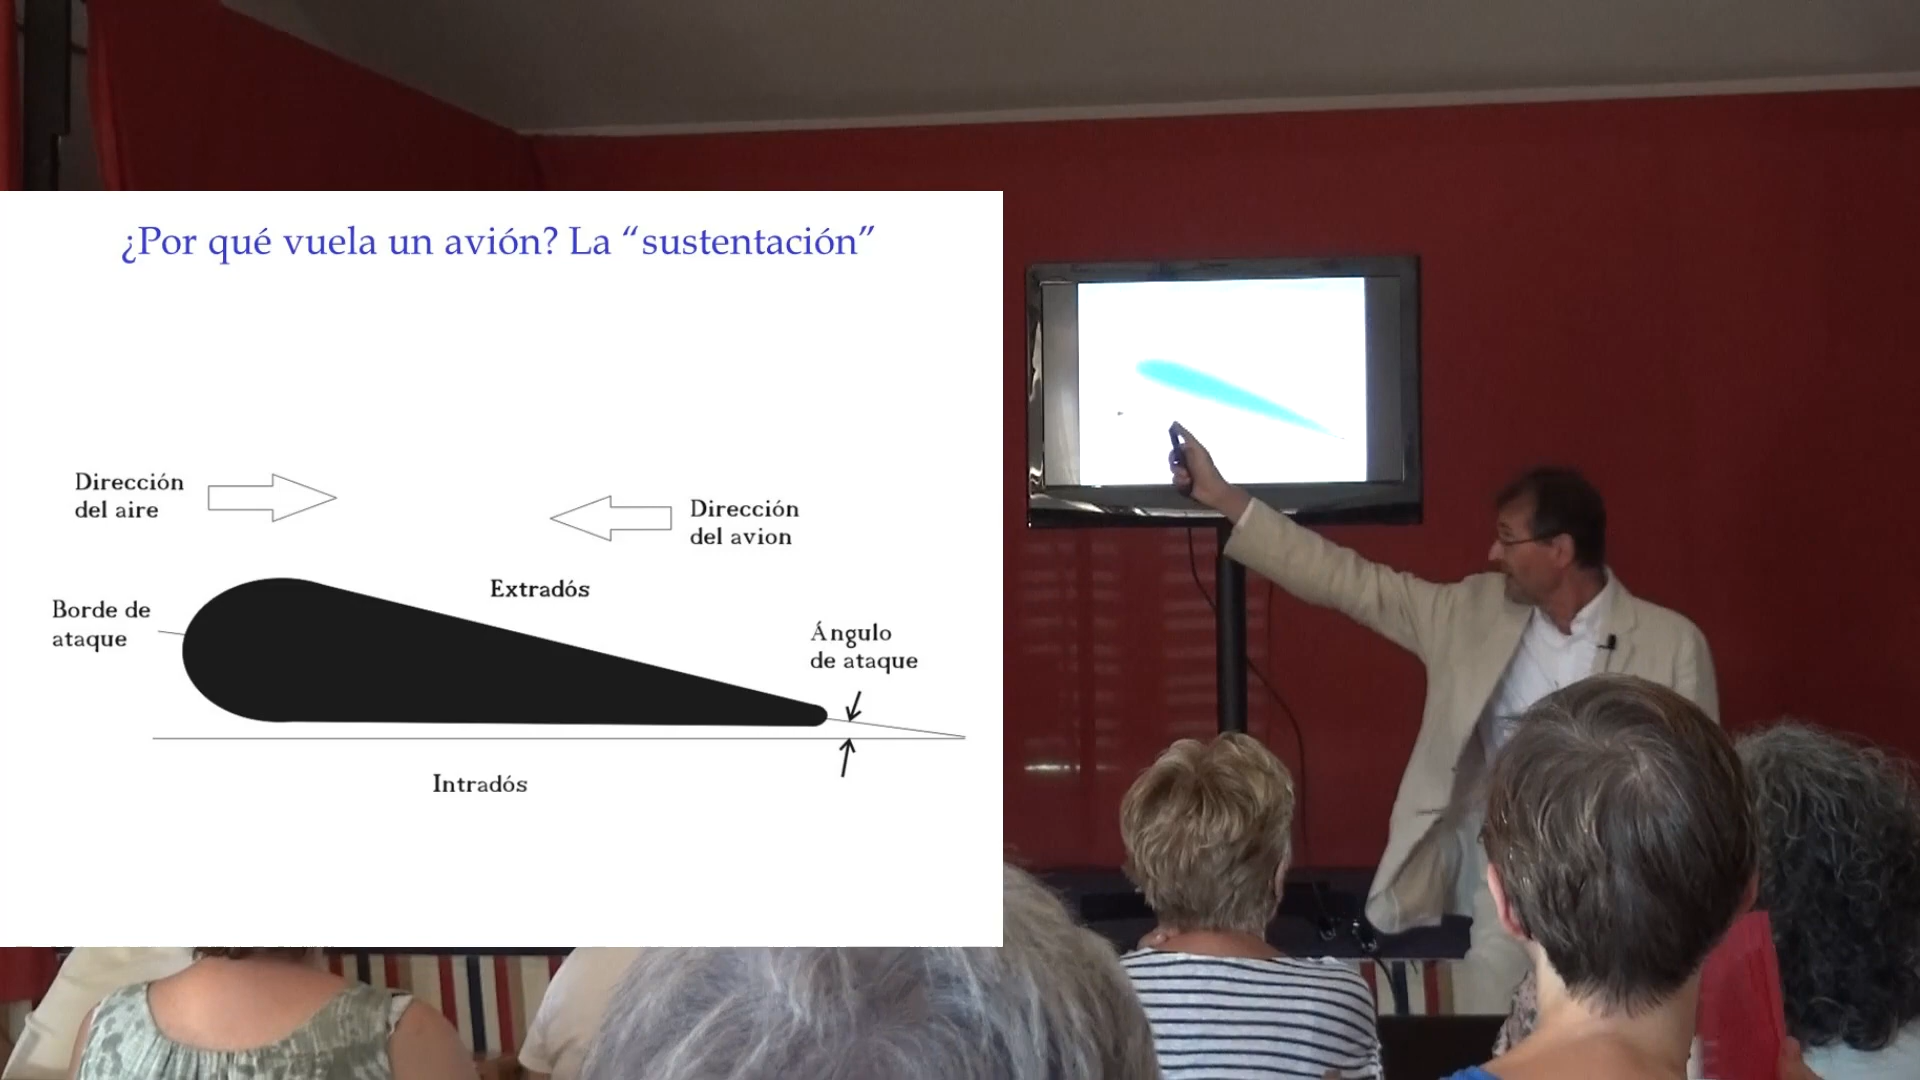 ¿Por qué vuela un avión? La “sustentación”
Dirección
del aire
Dirección
del avion
Extradós
Borde de
ataque
Ángulo
de ataque
Intradós